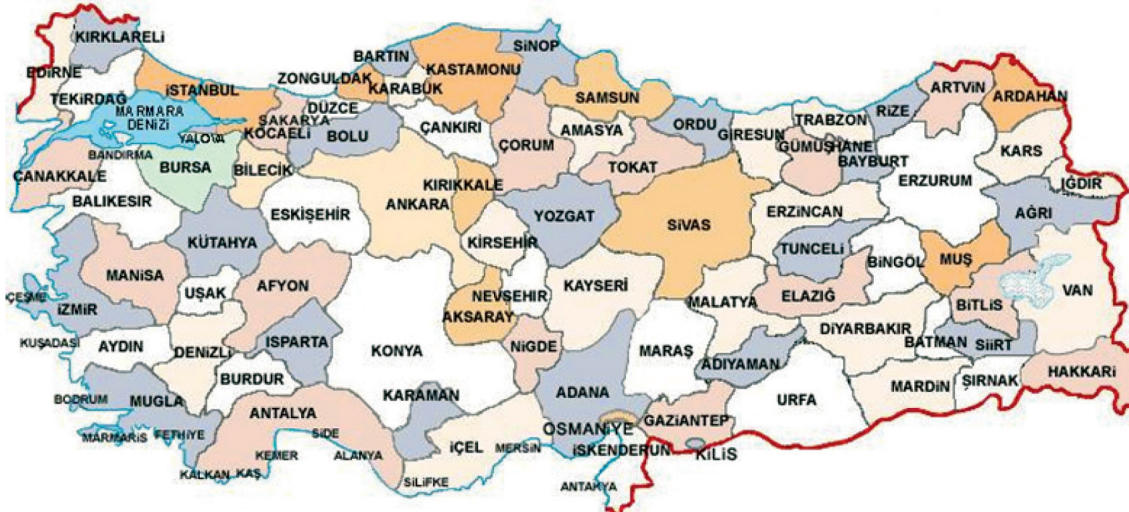 KIRKLARELİ
EDİRNE
TEKİRDAĞ
İSTANBUL
MARMARA
DENİZİ
YALOVA
KOCAELİ
SAKARYA
DÜZCE
ZONGULDAK
BARTIN
KARABÜK
KASTAMONU
SİNOP
SAMSUN
ORDU
GİRESUN
TRABZON
RİZE
ARTVİN
ARDAHAN
BANDIRMA
ÇANAKKALE
BALIKESIR
BURSA
BİLECİK
BOLU
ÇANKIRI
ÇORUM
AMASYA
TOKAT
GÜMÜŞHANE
BAYBURT
ERZURUM
KARS
IĞDIR
AĞRI
KÜTAHYA
ESKİŞEHİR
ANKARA
KIRIKKALE
KİRSEHİR
YOZGAT
SİVAS
ERZİNCAN
TUNCELİ
BİNGÖL
MUŞ
BİTLİS
VAN
ÇEŞME
İZMİR
MANİSA
UŞAK
AFYON
AKSARAY
NEVŞEHIR
KAYSERİ
MALATYA
ELAZIĞ
DİYARBAKIR
BATMAN
SİİRT
KUŞADASI
AYDIN
DENİZLİ
ISPARTA
KONYA
NİGDE
MARAŞ
ADIYAMAN
MARDİN
ŞIRNAK
HAKKARİ
BODRUM
MUGLA
BURDUR
KARAMAN
ADANA
URFA
MARMARİS
FETHİYE
ANTALYA
SİDE
KALKAN
KAŞ
KEMER
ALANYA
İÇEL
MERSİN
SİLİFKE
OSMANİYE
GAZİANTEP
İSKENDERUN
KİLİS
ANTAKYA